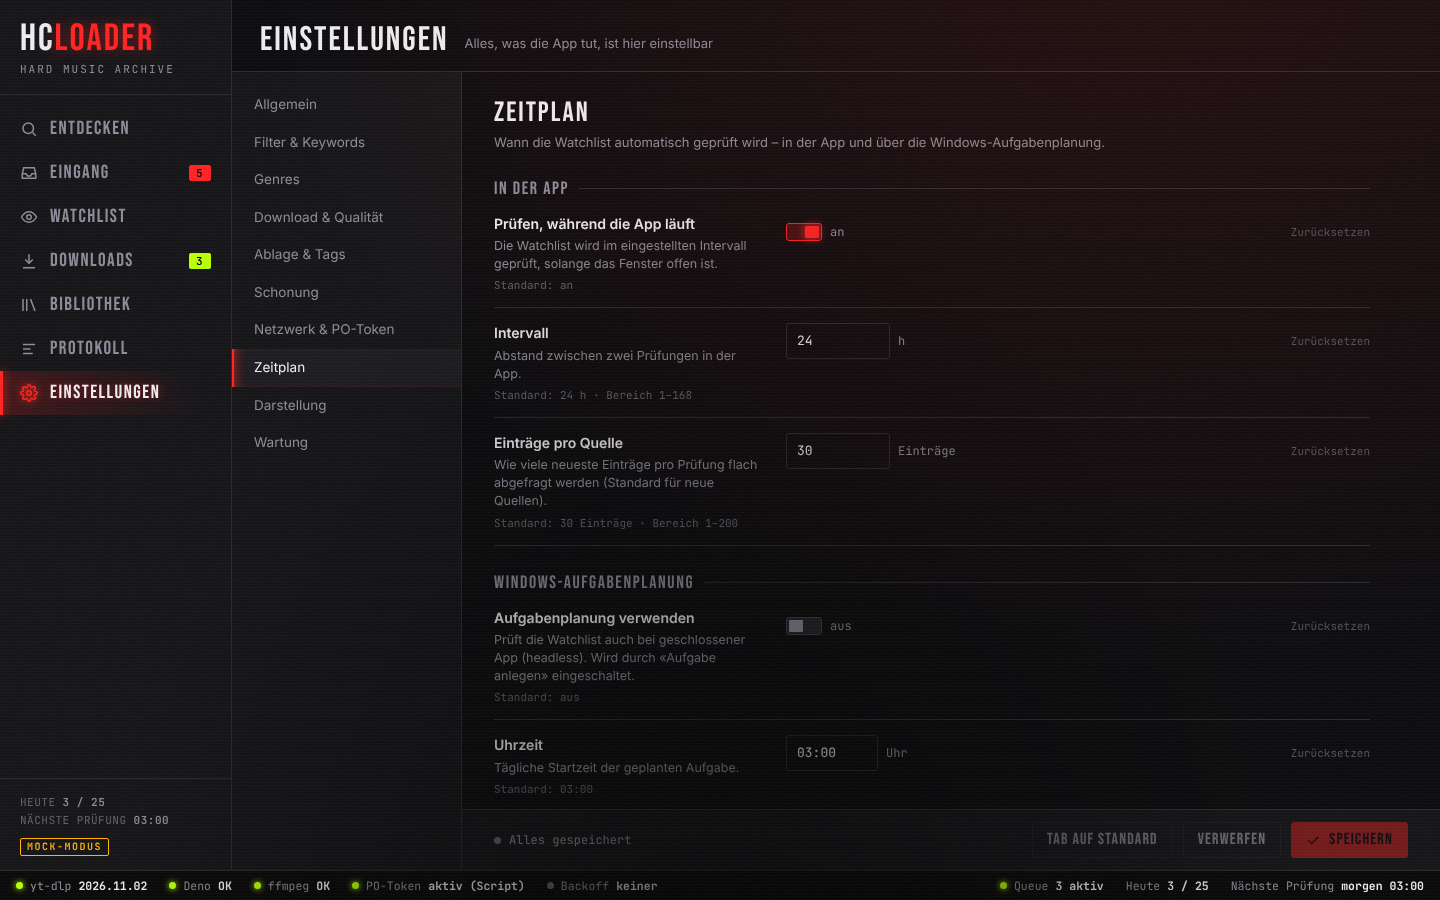 HCLOADER
HARD MUSIC ARCHIVE
ENTDECKEN
EINGANG 5
WATCHLIST
DOWNLOADS 3
BIBLIOTHEK
PROTOKOLL
EINSTELLUNGEN
HEUTE 3 / 25
NÄCHSTE PRÜFUNG 03:00
MOCK-MODUS
EINSTELLUNGEN Alles, was die App tut, ist hier einstellbar
Allgemein
Filter & Keywords
Genres
Download & Qualität
Ablage & Tags
Schonung
Netzwerk & PO-Token
Zeitplan
Darstellung
Wartung
ZEITPLAN
Wann die Watchlist automatisch geprüft wird – in der App und über die Windows-Aufgabenplanung.
IN DER APP
Prüfen, während die App läuft
an
Zurücksetzen
Die Watchlist wird im eingestellten Intervall
geprüft, solange das Fenster offen ist.
Standard: an
Intervall
24 h
Zurücksetzen
Abstand zwischen zwei Prüfungen in der
App.
Standard: 24 h · Bereich 1–168
Einträge pro Quelle
30 Einträge
Zurücksetzen
Wie viele neueste Einträge pro Prüfung flach
abgefragt werden (Standard für neue
Quellen).
Standard: 30 Einträge · Bereich 1–200
WINDOWS-AUFGABENPLANUNG
Aufgabenplanung verwenden
aus
Zurücksetzen
Prüft die Watchlist auch bei geschlossener
App (headless). Wird durch «Aufgabe
anlegen» eingeschaltet.
Standard: aus
Uhrzeit
03:00 Uhr
Zurücksetzen
Tägliche Startzeit der geplanten Aufgabe.
Standard: 03:00
Alles gespeichert
TAB AUF STANDARD
VERWERFEN
SPEICHERN
yt-dlp 2026.11.02 Deno OK ffmpeg OK PO-Token aktiv (Script) Backoff keiner Queue 3 aktiv Heute 3 / 25 Nächste Prüfung morgen 03:00